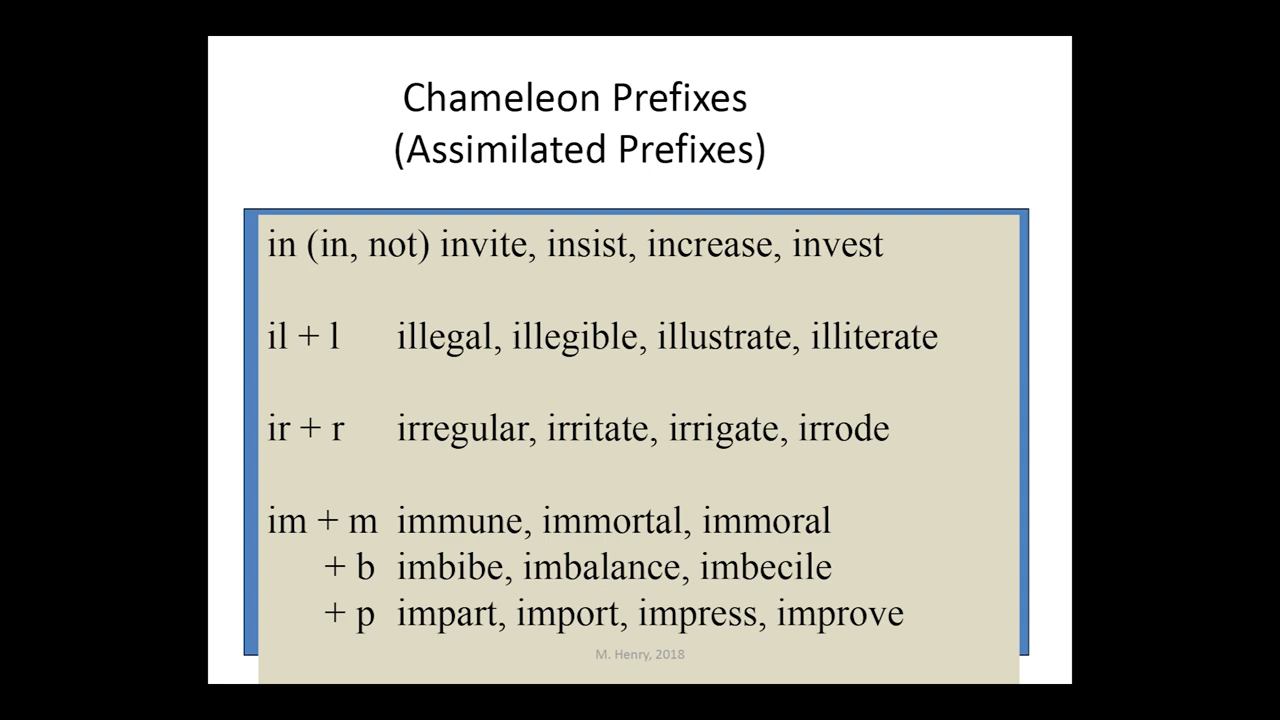 Chameleon Prefixes
(Assimilated Prefixes)
in (in, not) invite, insist, increase, invest
il + l illegal, illegible, illustrate, illiterate
ir + r irregular, irritate, irrigate, irrode
im + m immune, immortal, immoral
+ b imbibe, imbalance, imbecile
+ p impart, import, impress, improve
M. Henry, 2018